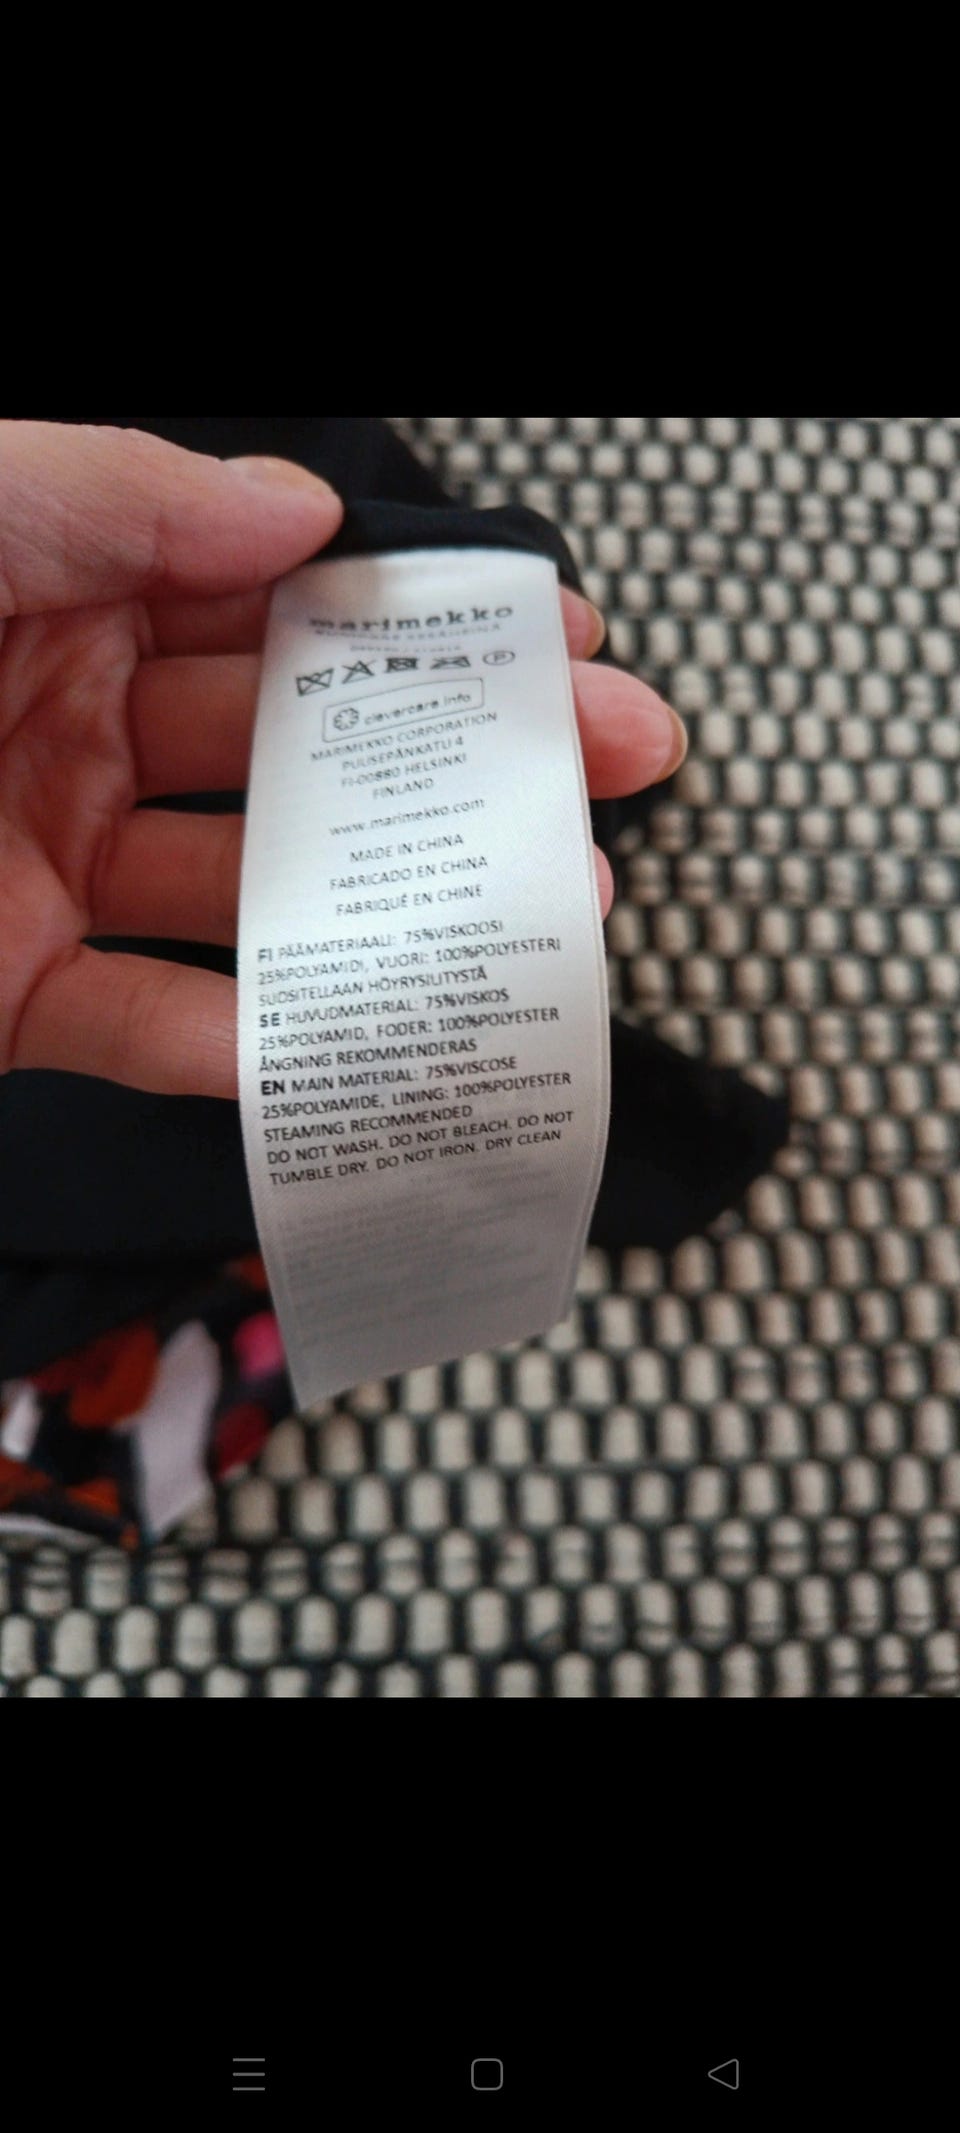 marimekko
clevercare.info
MARIMEKKO CORPORATION
PUUSEPÄNKATU 4
FI-00880 HELSINKI
FINLAND
www.marimekko.com
MADE IN CHINA
FABRICADO EN CHINA
FABRIQUÉ EN CHINE
FI PÄÄMATERIAALI: 75%VISKOOSI
25%POLYAMIDI, VUORI: 100%POLYESTERI
SUOSITELLAAN HÖYRYSILITYSTÄ
SE HUVUDMATERIAL: 75%VISKOS
25%POLYAMID, FODER: 100%POLYESTER
ÅNGNING REKOMMENDERAS
EN MAIN MATERIAL: 75%VISCOSE
25%POLYAMIDE, LINING: 100%POLYESTER
STEAMING RECOMMENDED
DO NOT WASH. DO NOT BLEACH. DO NOT
TUMBLE DRY. DO NOT IRON. DRY CLEAN